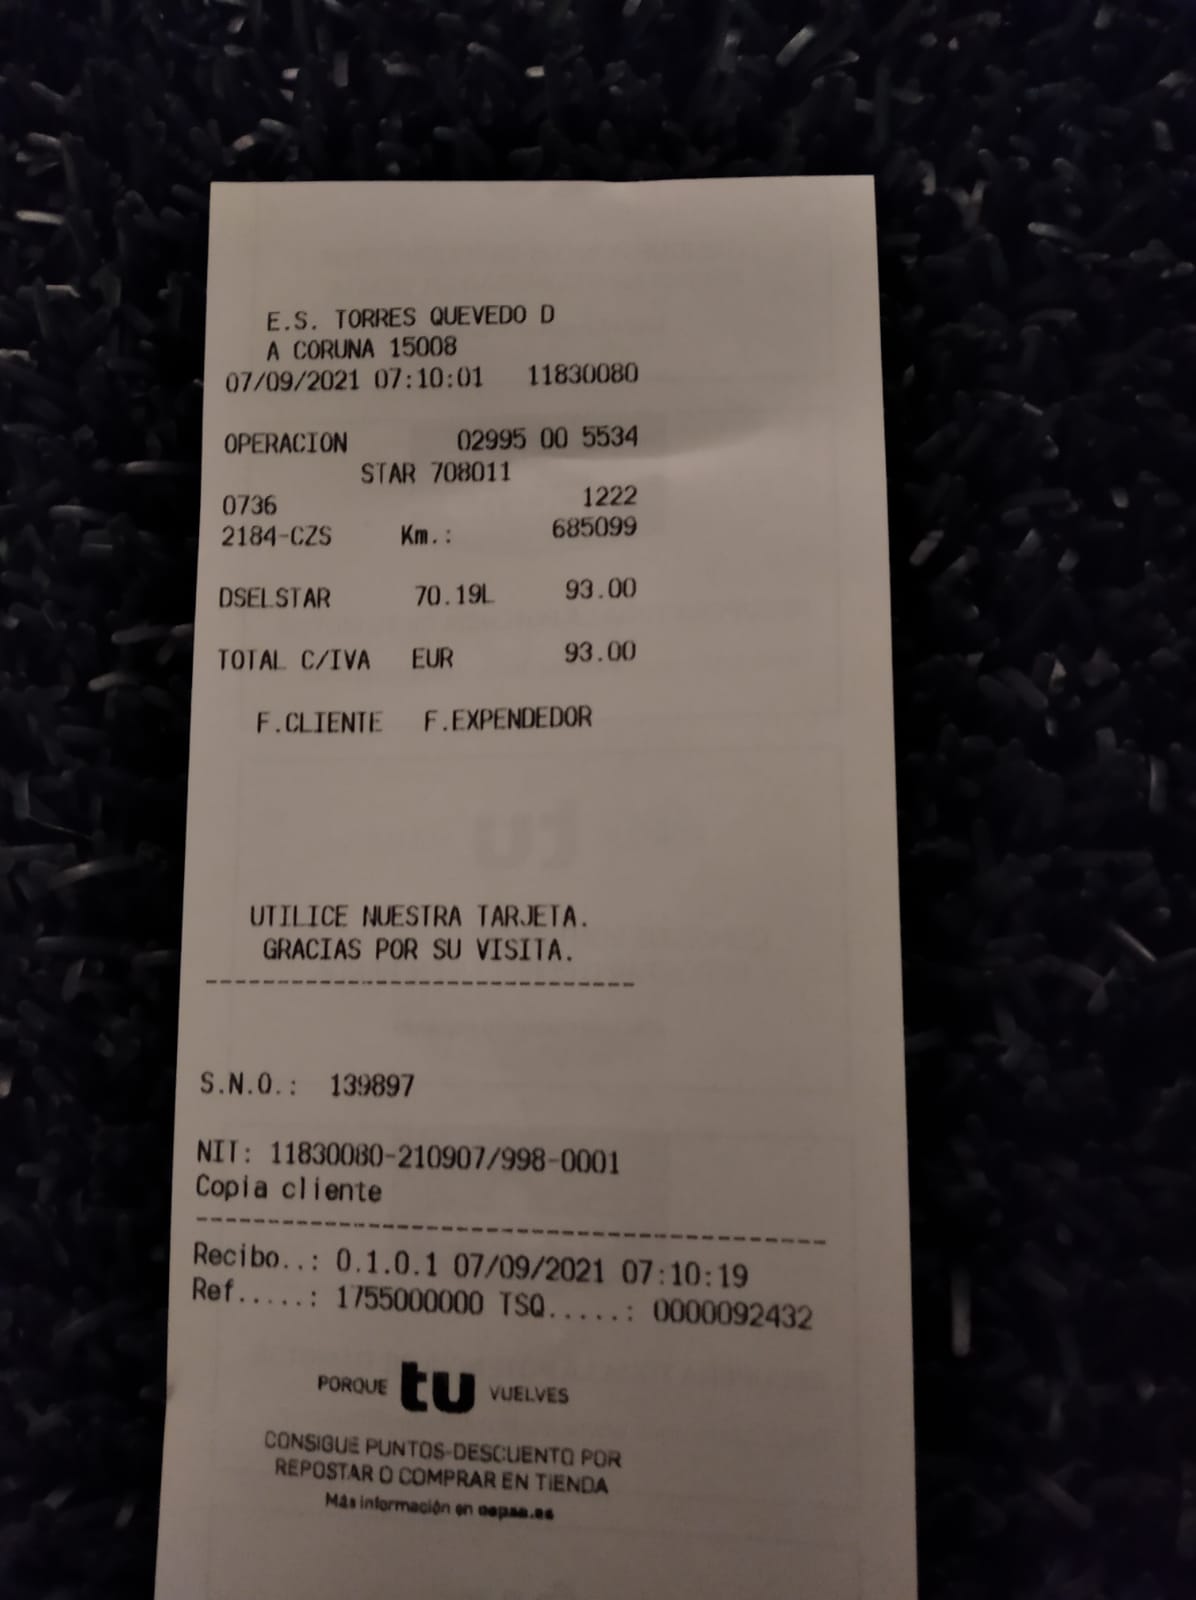 E.S. TORRES QUEVEDO D
A CORUNA 15008
07/09/2021 07:10:01 11830080
OPERACION 02995 00 5534
STAR 708011
0736 1222
2184-CZS Km.: 685099
DSELSTAR 70.19L 93.00
TOTAL C/IVA EUR 93.00
F.CLIENTE F.EXPENDEDOR
UTILICE NUESTRA TARJETA.
GRACIAS POR SU VISITA.
------------------------------
S.N.O.: 139897
NIT: 11830080-210907/998-0001
Copia cliente
----------------------------------------
Recibo..: 0.1.0.1 07/09/2021 07:10:19
Ref.....: 1755000000 TSQ.....: 0000092432
PORQUE tu VUELVES
CONSIGUE PUNTOS-DESCUENTO POR
REPOSTAR O COMPRAR EN TIENDA
Más información en cepsa.es